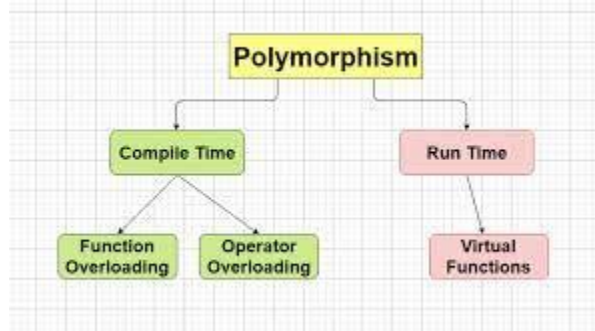 Polymorphism
Compile Time
Run Time
Function
Overloading
Operator
Overloading
Virtual
Functions